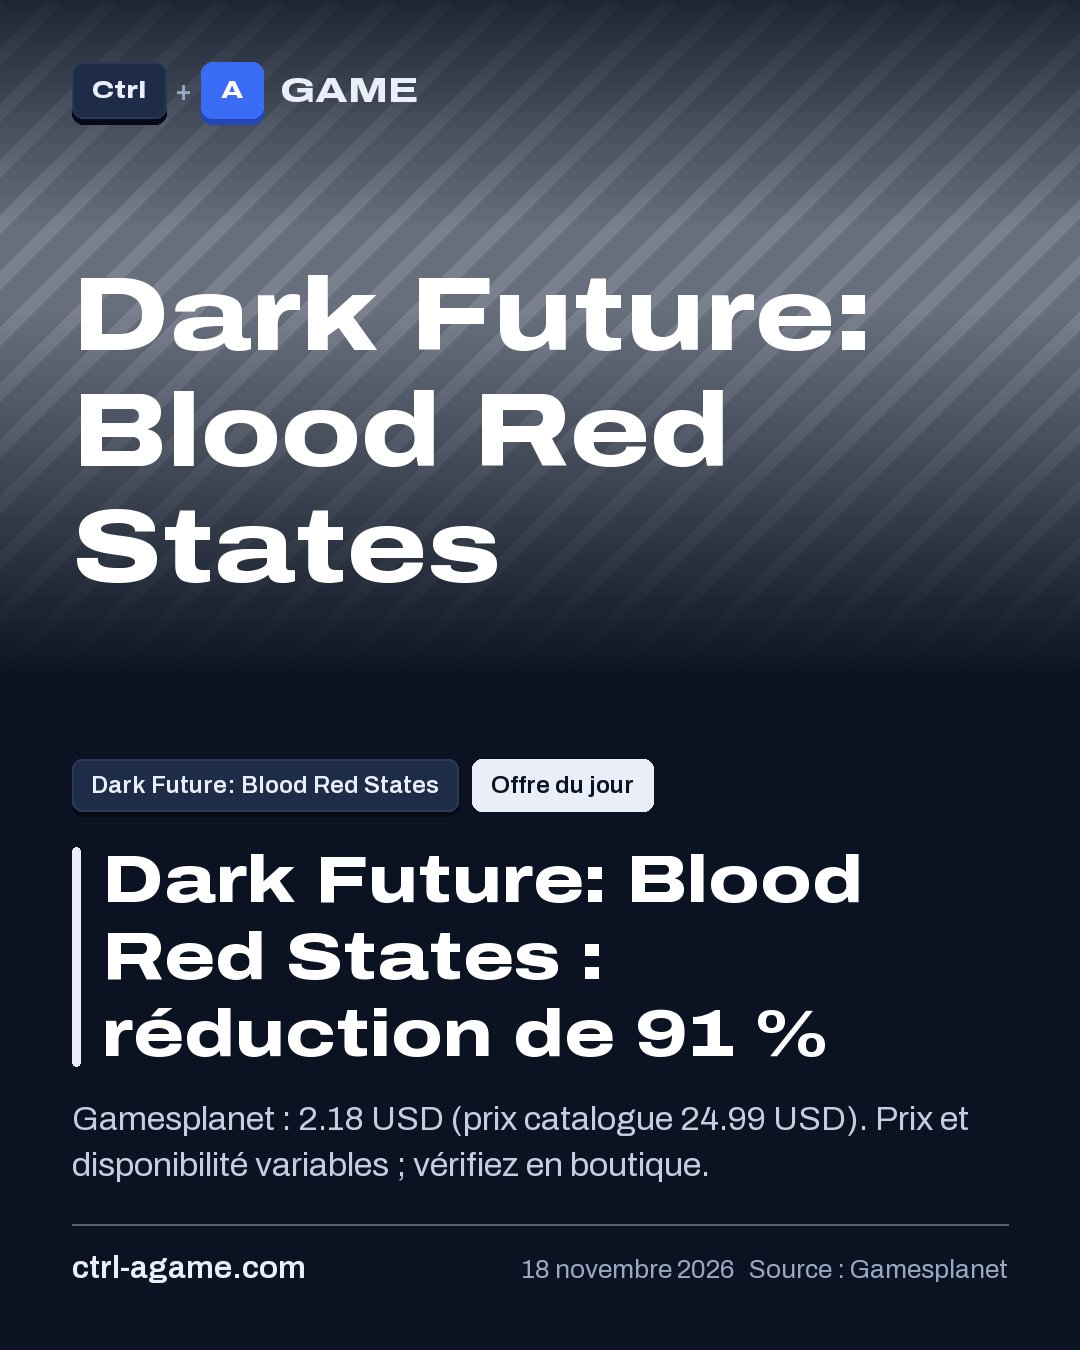 Ctrl + A GAME
Dark Future:
Blood Red
States
Dark Future: Blood Red States
Offre du jour
Dark Future: Blood
Red States :
réduction de 91 %
Gamesplanet : 2.18 USD (prix catalogue 24.99 USD). Prix et
disponibilité variables ; vérifiez en boutique.
ctrl-agame.com
18 novembre 2026 Source : Gamesplanet